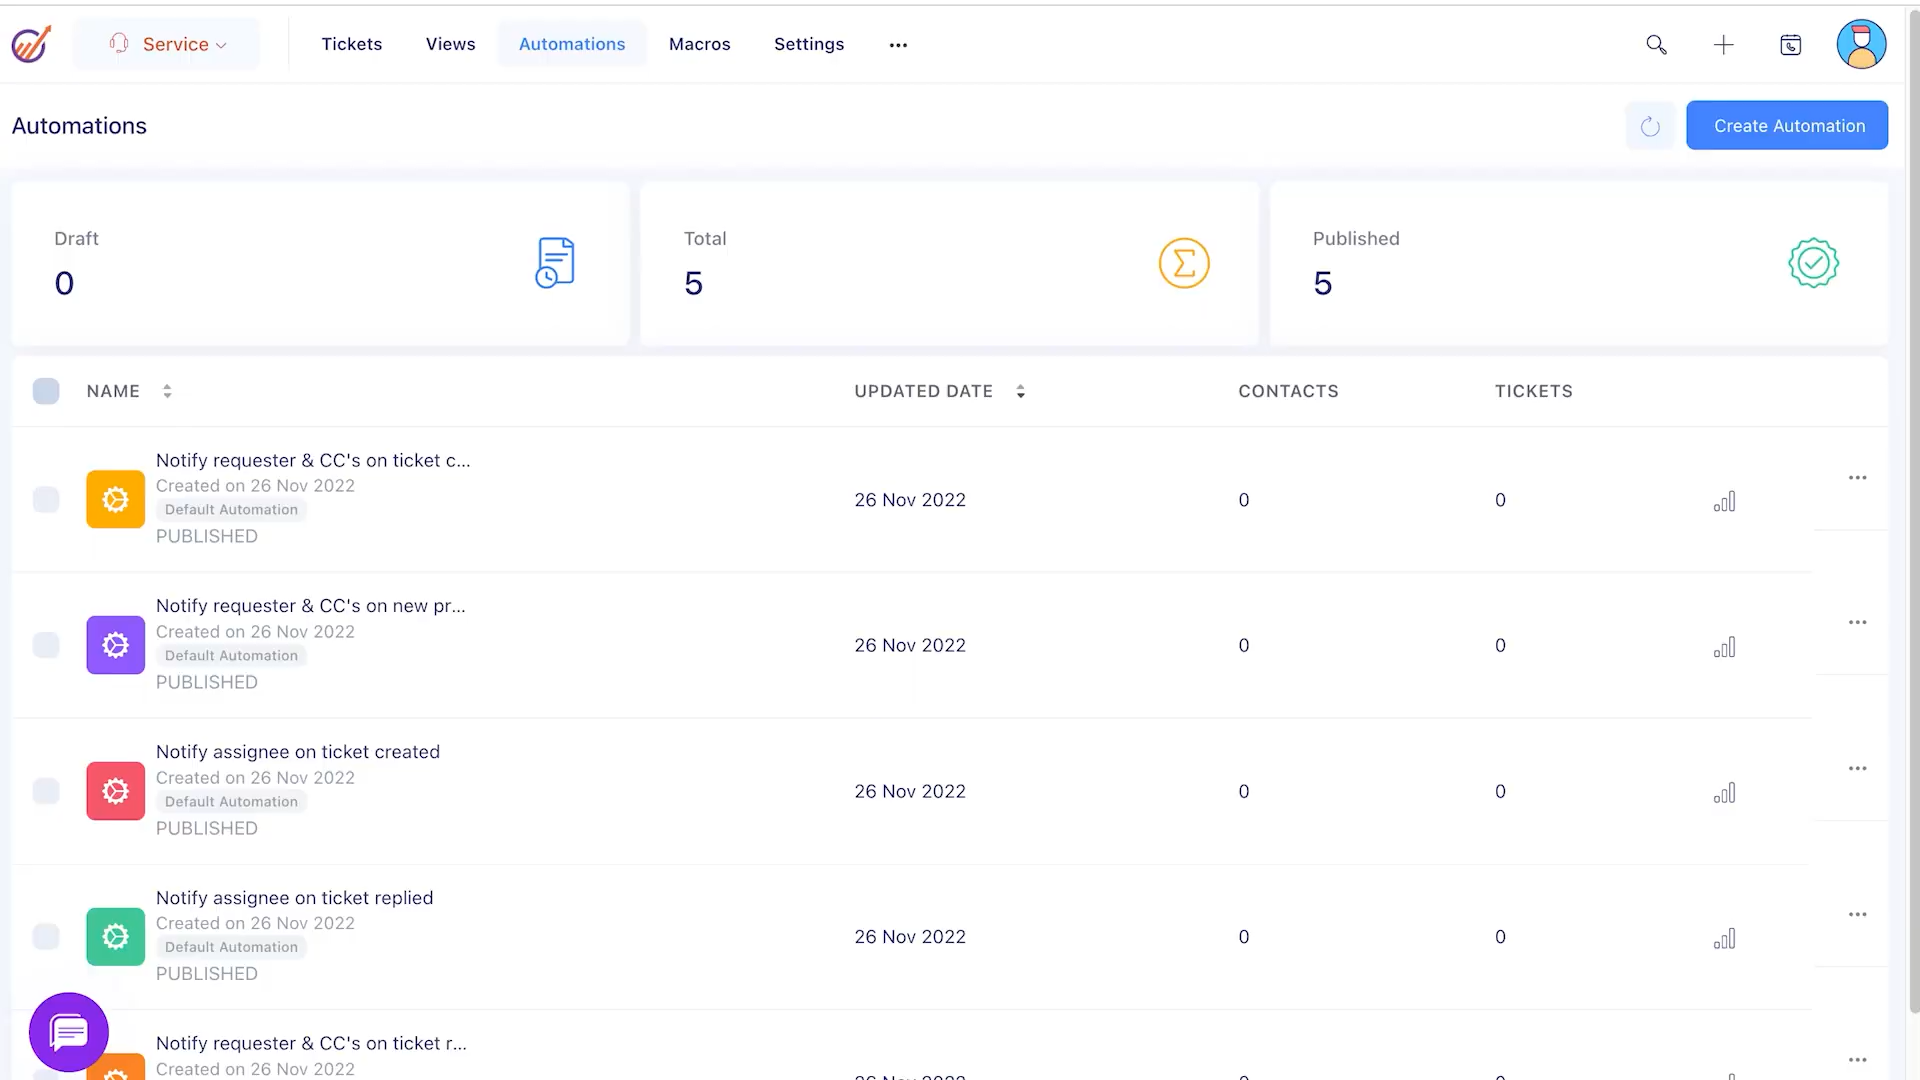 Service
Tickets
Views
Automations
Macros
Settings
Automations
Create Automation
Draft
0
Total
5
Published
5
NAME
UPDATED DATE
CONTACTS
TICKETS
Notify requester & CC's on ticket c...
Created on 26 Nov 2022
Default Automation
PUBLISHED
26 Nov 2022
0
0
Notify requester & CC's on new pr...
Created on 26 Nov 2022
Default Automation
PUBLISHED
26 Nov 2022
0
0
Notify assignee on ticket created
Created on 26 Nov 2022
Default Automation
PUBLISHED
26 Nov 2022
0
0
Notify assignee on ticket replied
Created on 26 Nov 2022
Default Automation
PUBLISHED
26 Nov 2022
0
0
Notify requester & CC's on ticket r...
Created on 26 Nov 2022